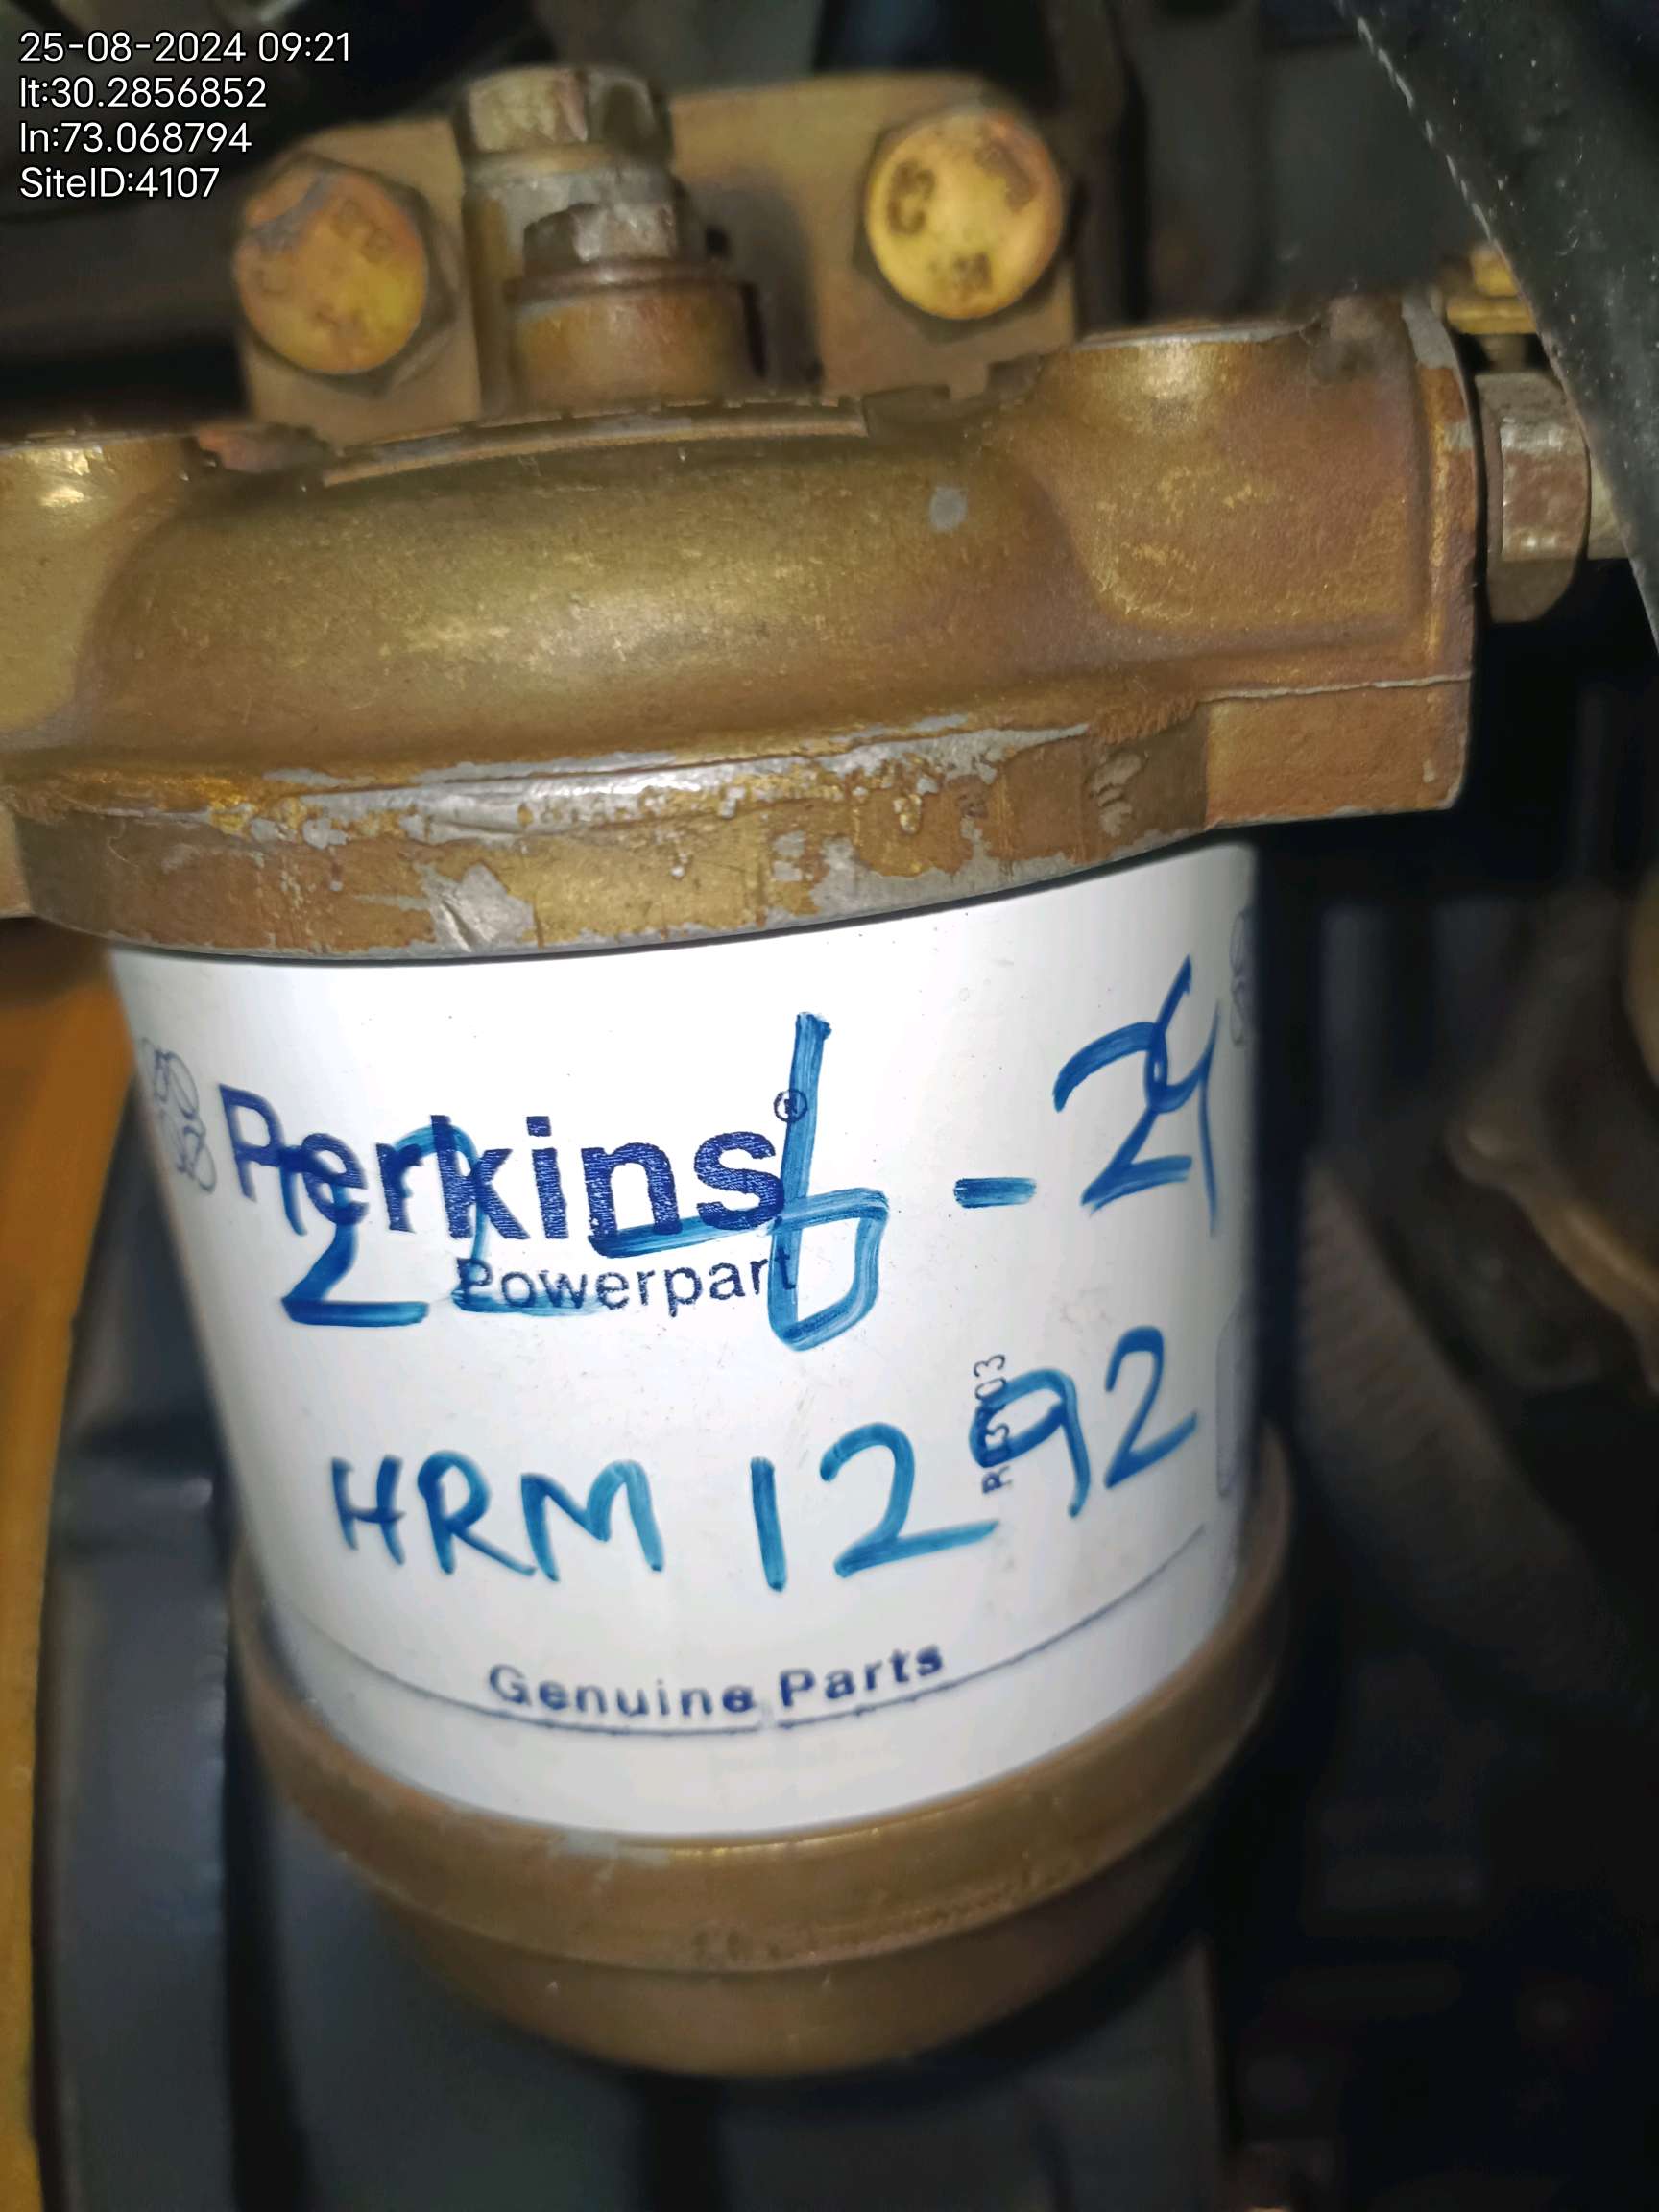 25-08-2024 09:21
lt:30.2856852
ln:73.068794
SiteID:4107
Perkins®
Powerpart
22-6-24
HRM 1292
Genuine Parts